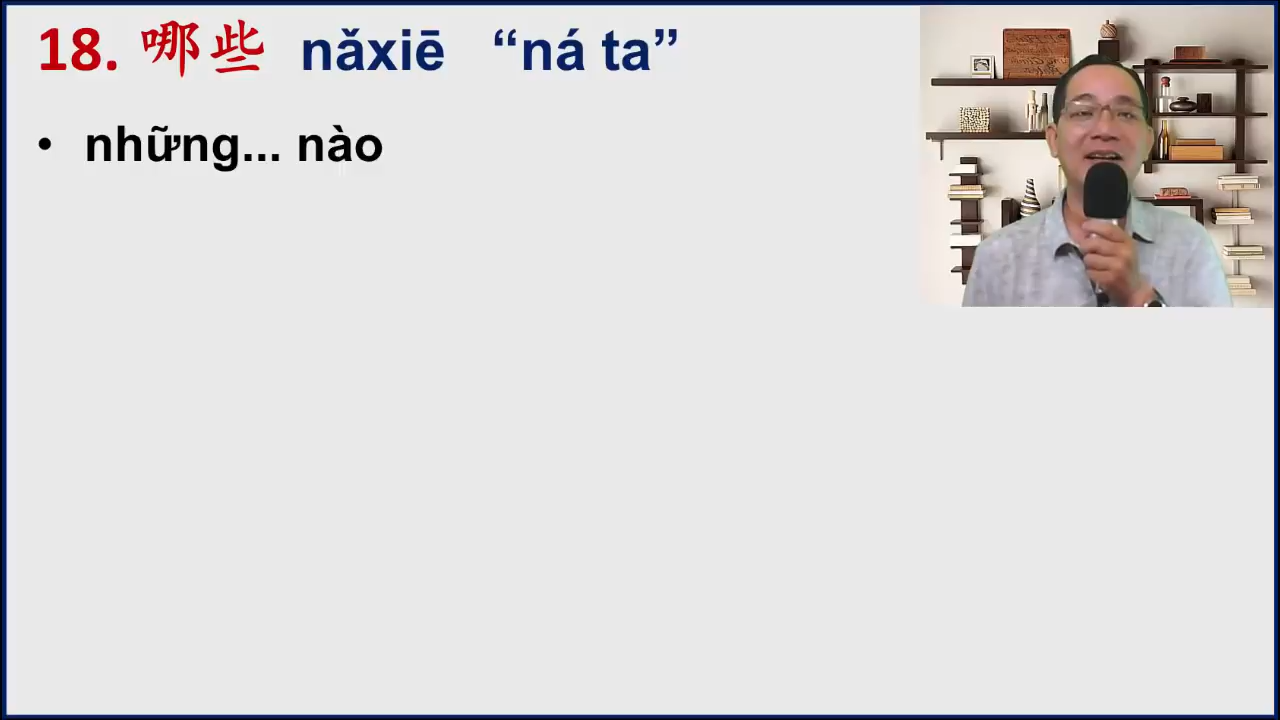 18. 哪些 nǎxiē “ná ta”
• những... nào